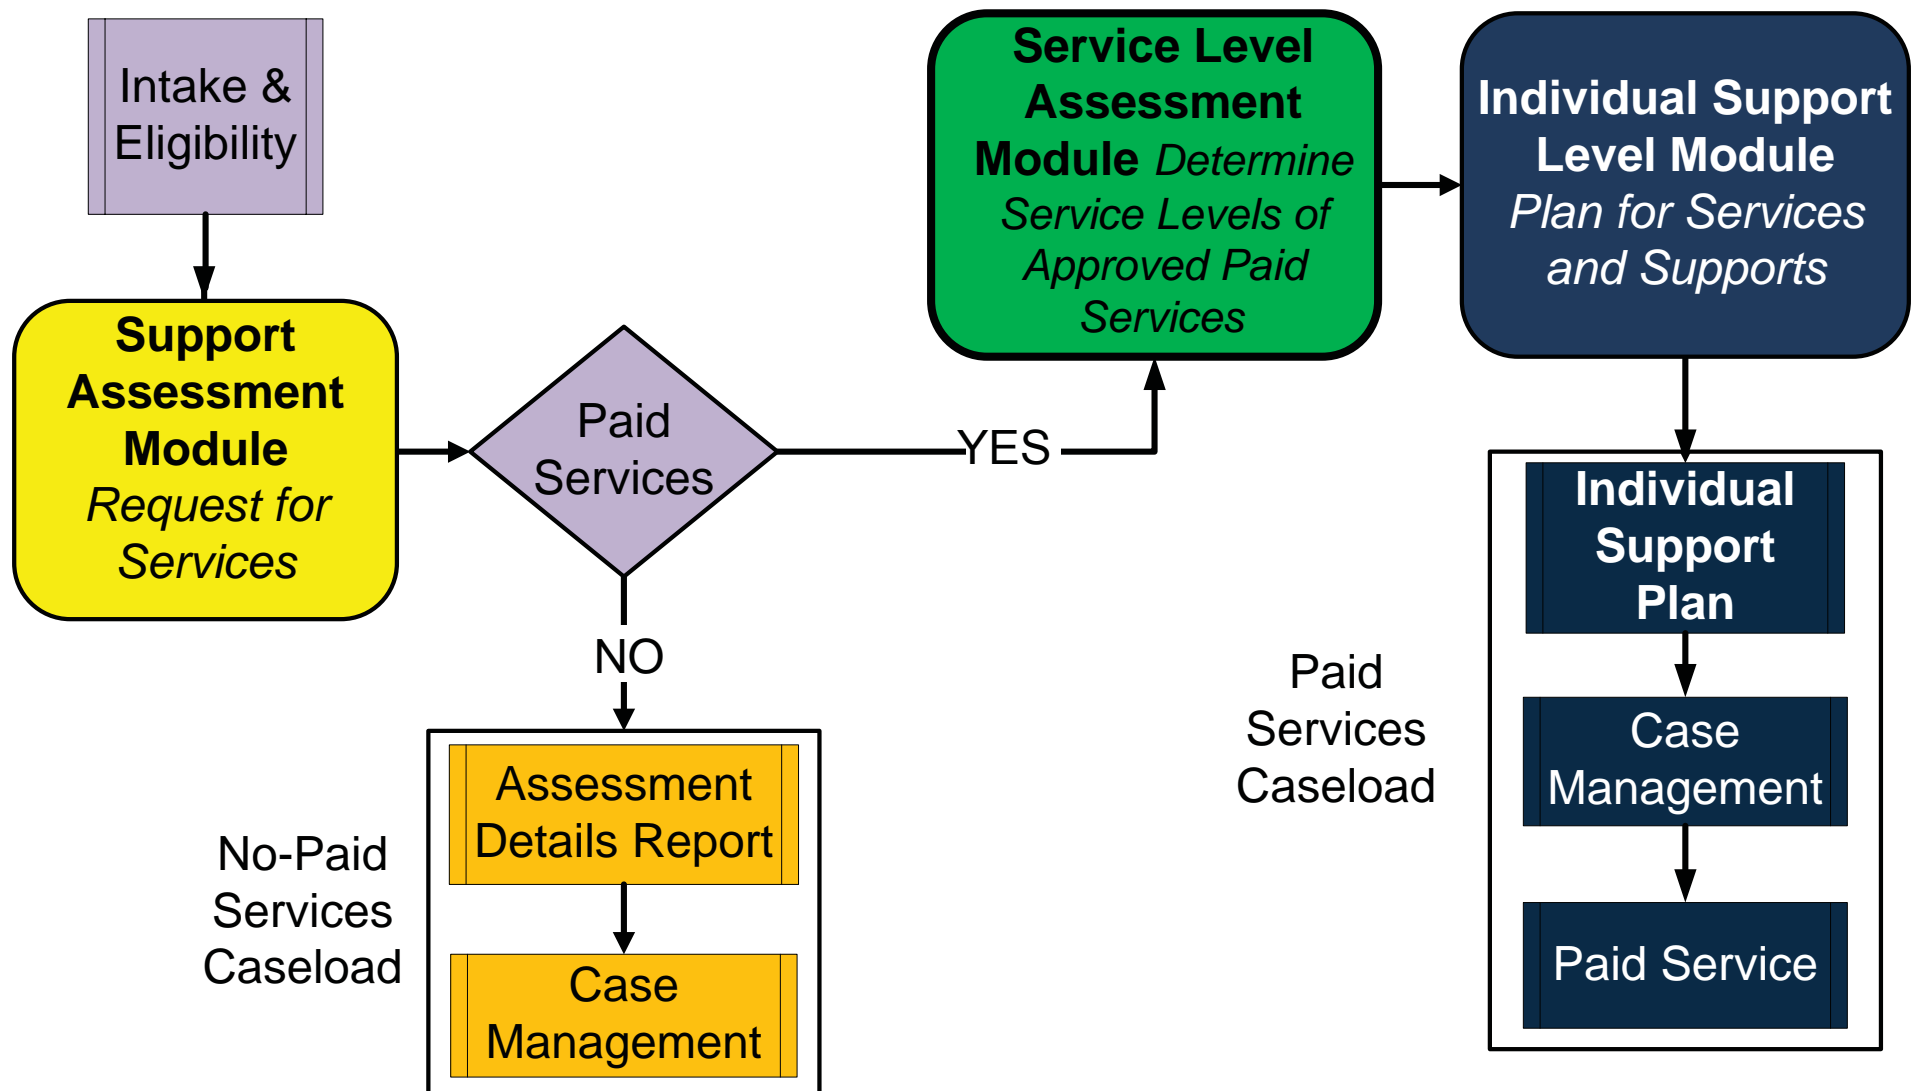 Intake &
Eligibility
Support
Assessment
Module
Request for
Services
Paid
Services
YES
NO
Service Level
Assessment
Module Determine
Service Levels of
Approved Paid
Services
Individual Support
Level Module
Plan for Services
and Supports
No-Paid
Services
Caseload
Assessment
Details Report
Case
Management
Paid
Services
Caseload
Individual
Support
Plan
Case
Management
Paid Service